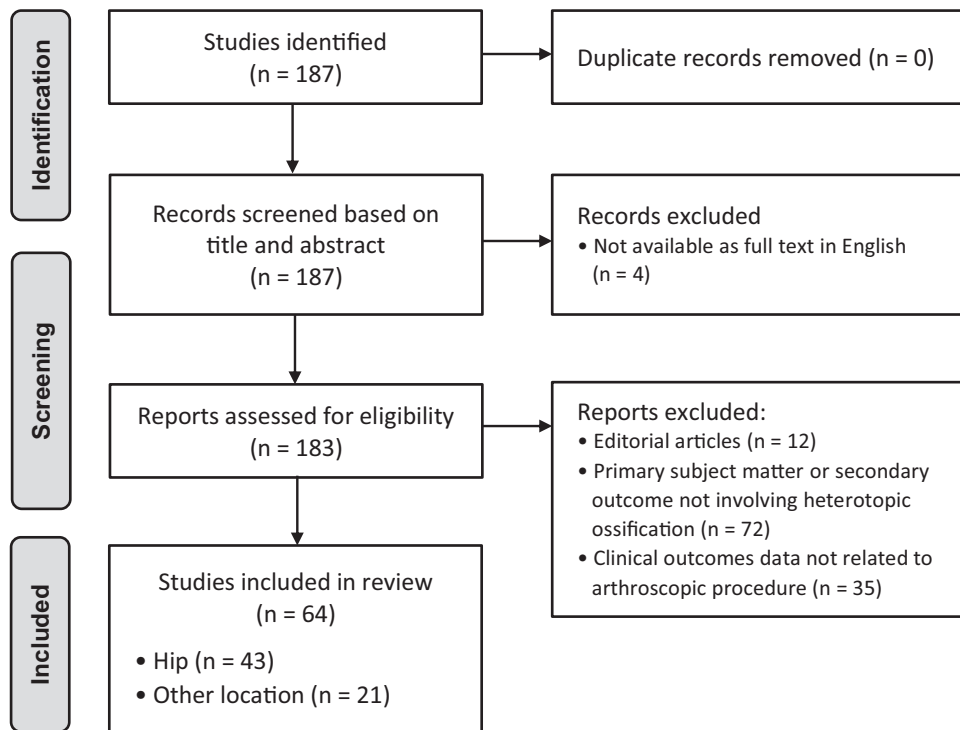 Identification
Studies identified
(n = 187)
Duplicate records removed (n = 0)
Records screened based on
title and abstract
(n = 187)
Records excluded
• Not available as full text in English
(n = 4)
Screening
Reports assessed for eligibility
(n = 183)
Reports excluded:
• Editorial articles (n = 12)
• Primary subject matter or secondary
outcome not involving heterotopic
ossification (n = 72)
• Clinical outcomes data not related to
arthroscopic procedure (n = 35)
Included
Studies included in review
(n = 64)
• Hip (n = 43)
• Other location (n = 21)